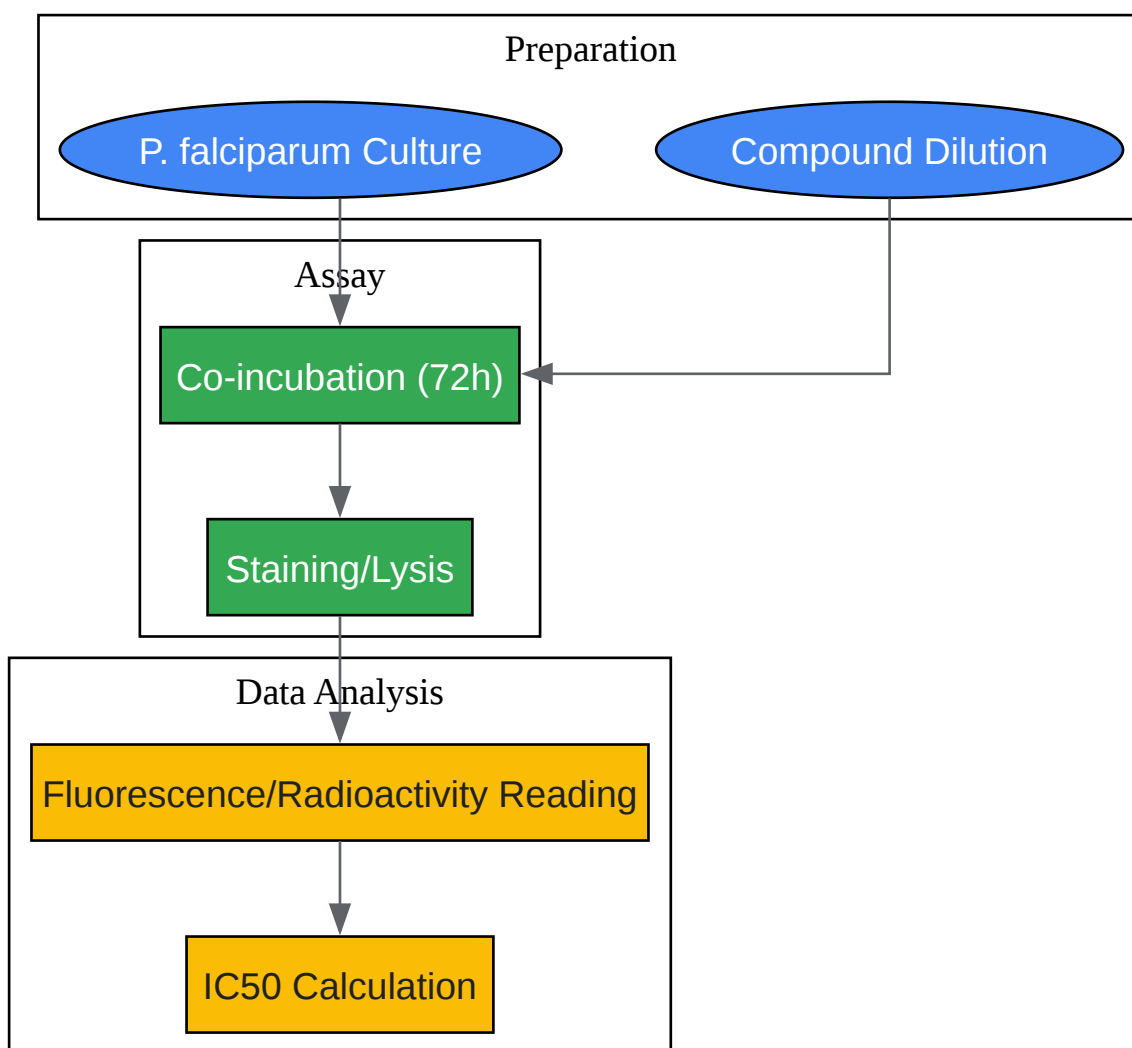 Preparation
P. falciparum Culture
Compound Dilution
Assay
Co-incubation (72h)
Staining/Lysis
Data Analysis
Fluorescence/Radioactivity Reading
IC50 Calculation